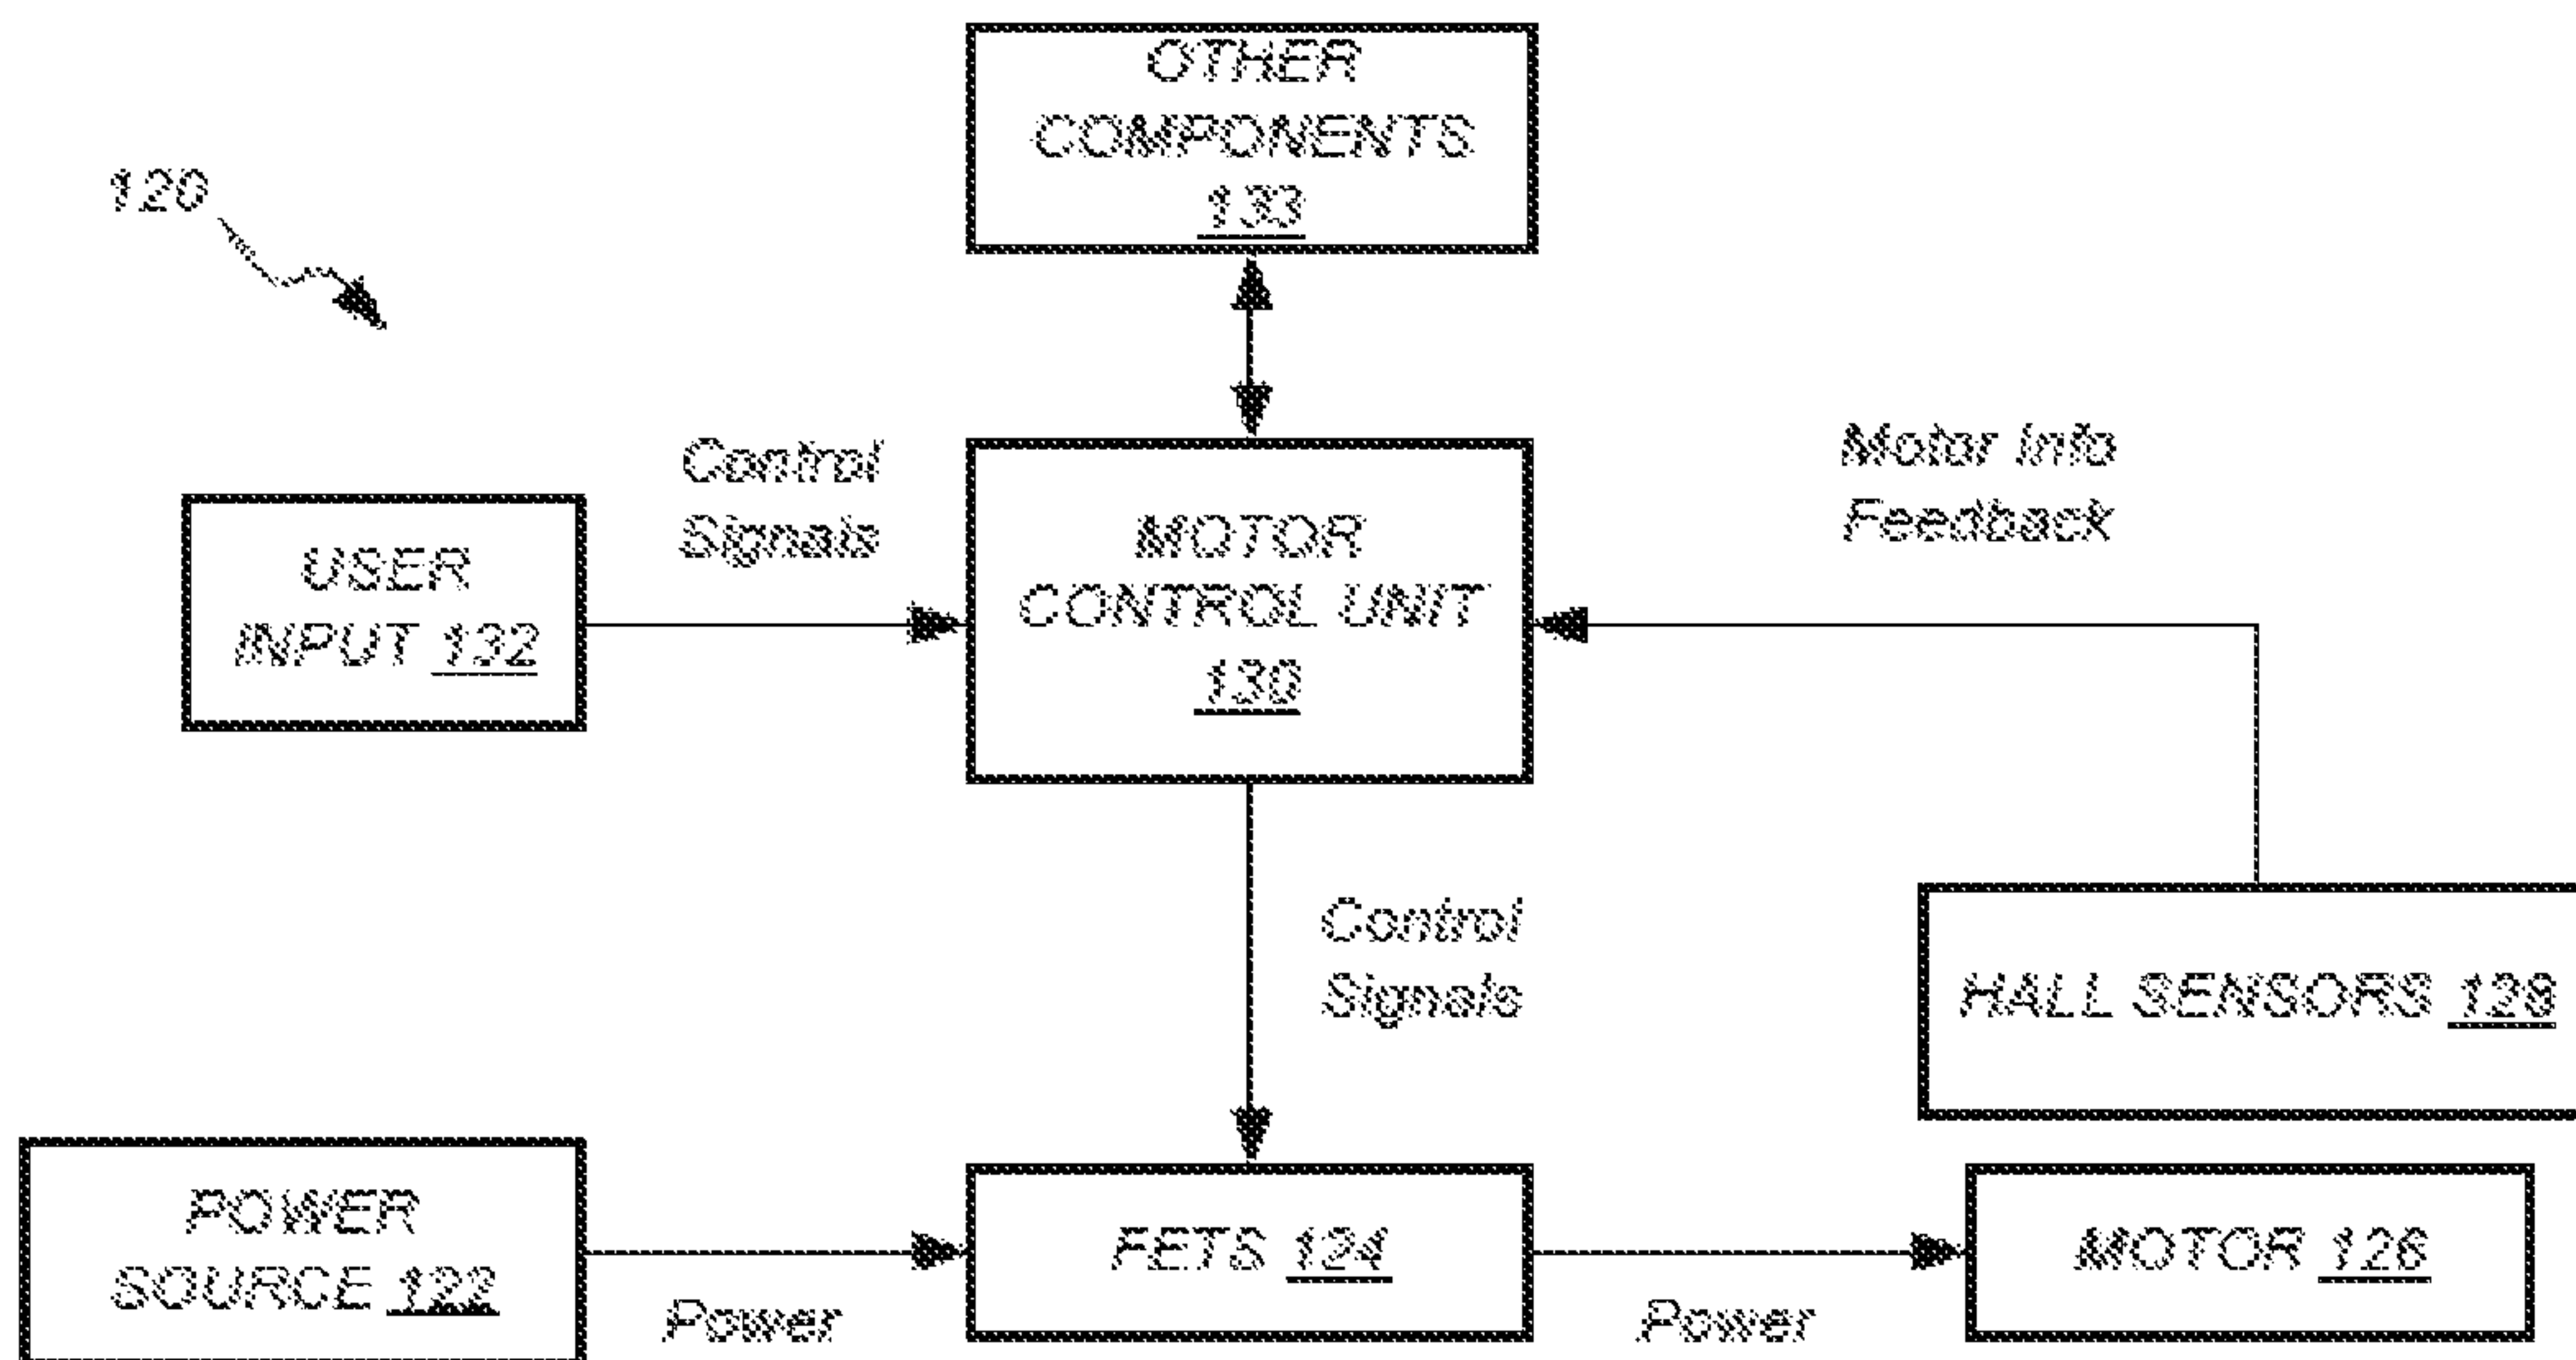 OTHER
COMPONENTS
133
120
Control
Signals
Motor Info
Feedback
USER
INPUT 132
MOTOR
CONTROL UNIT
130
Control
Signals
HALL SENSORS 128
POWER
SOURCE 122
Power
FETS 124
Power
MOTOR 126